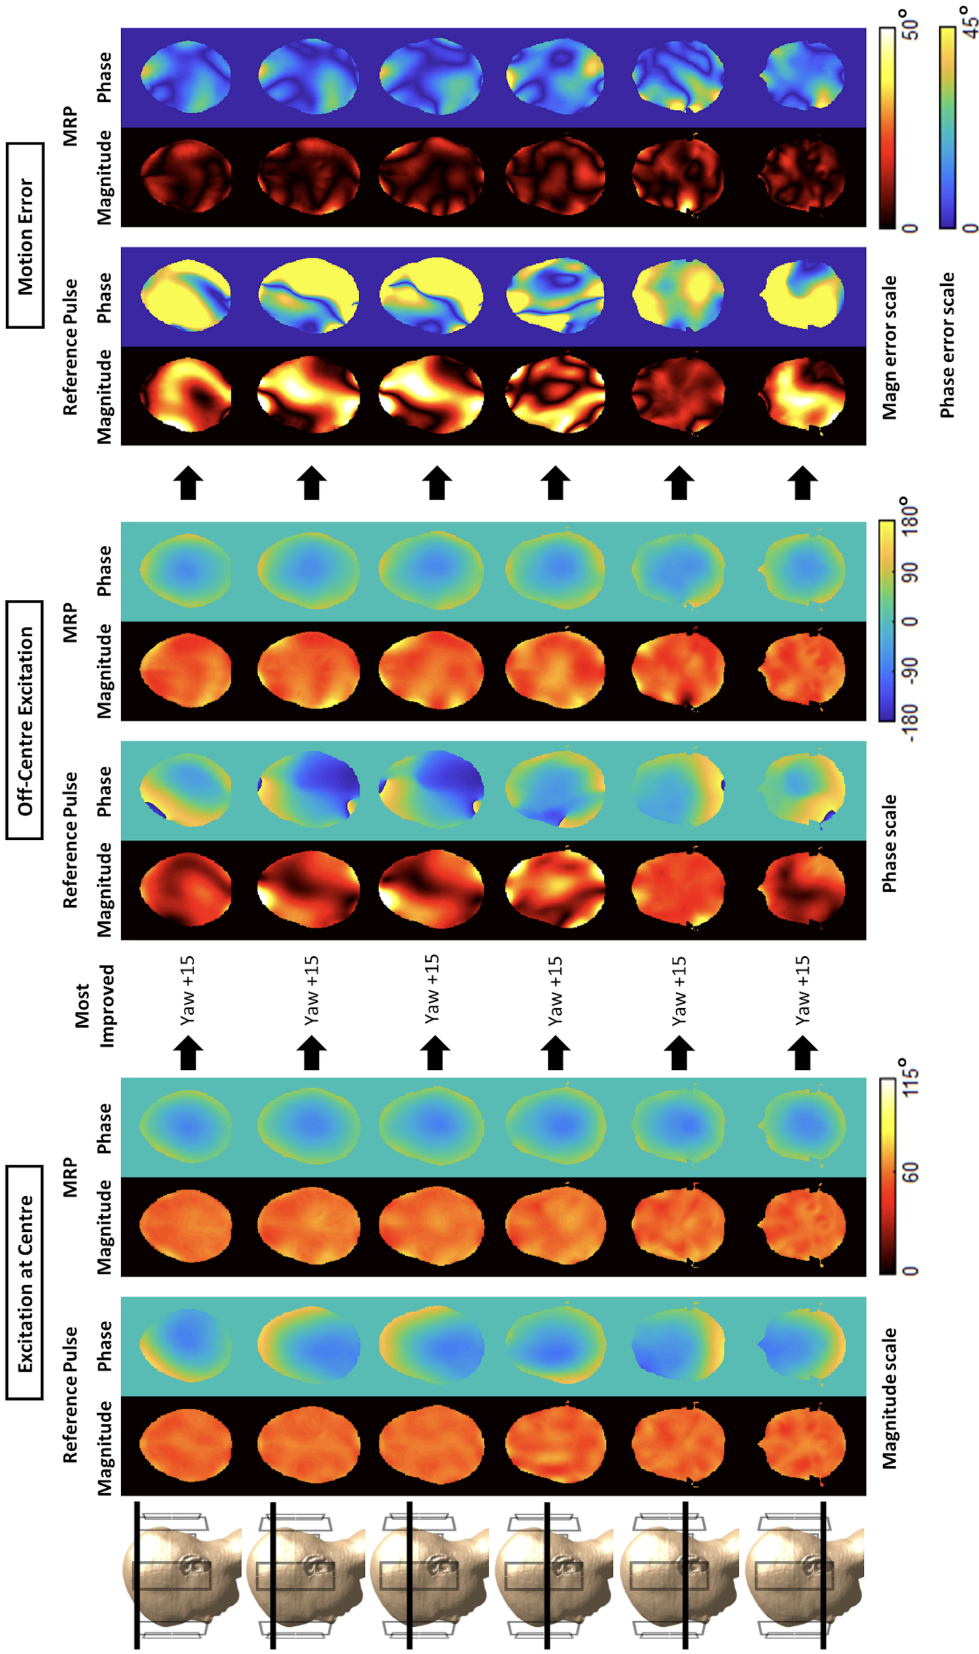 Excitation at Centre
Off-Centre Excitation
Motion Error
Reference Pulse
MRP
Most
Improved
Reference Pulse
MRP
Reference Pulse
MRP
Magnitude
Phase
Magnitude
Phase
Magnitude
Phase
Magnitude
Phase
Magnitude
Phase
Magnitude
Phase
Yaw +15
Yaw +15
Yaw +15
Yaw +15
Yaw +15
Yaw +15
Magnitude scale
0 60 115°
Phase scale
-180 -90 0 90 180°
Magn error scale
0 50°
Phase error scale
0 45°